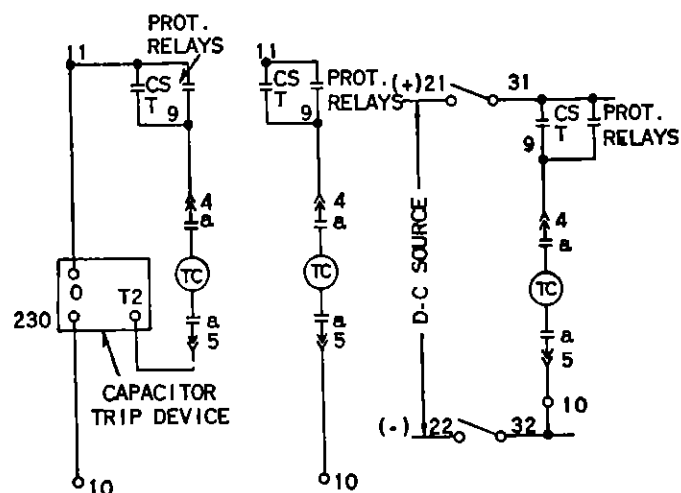 PROT.
RELAYS
11
CS
T
9
4
a
TC
a
5
O
T2
230
CAPACITOR
TRIP DEVICE
10
11
CS
T
PROT.
RELAYS
9
4
a
TC
a
5
10
(+) 21
31
CS
T
PROT.
RELAYS
9
D-C SOURCE
4
a
TC
a
5
10
(-) 22
32